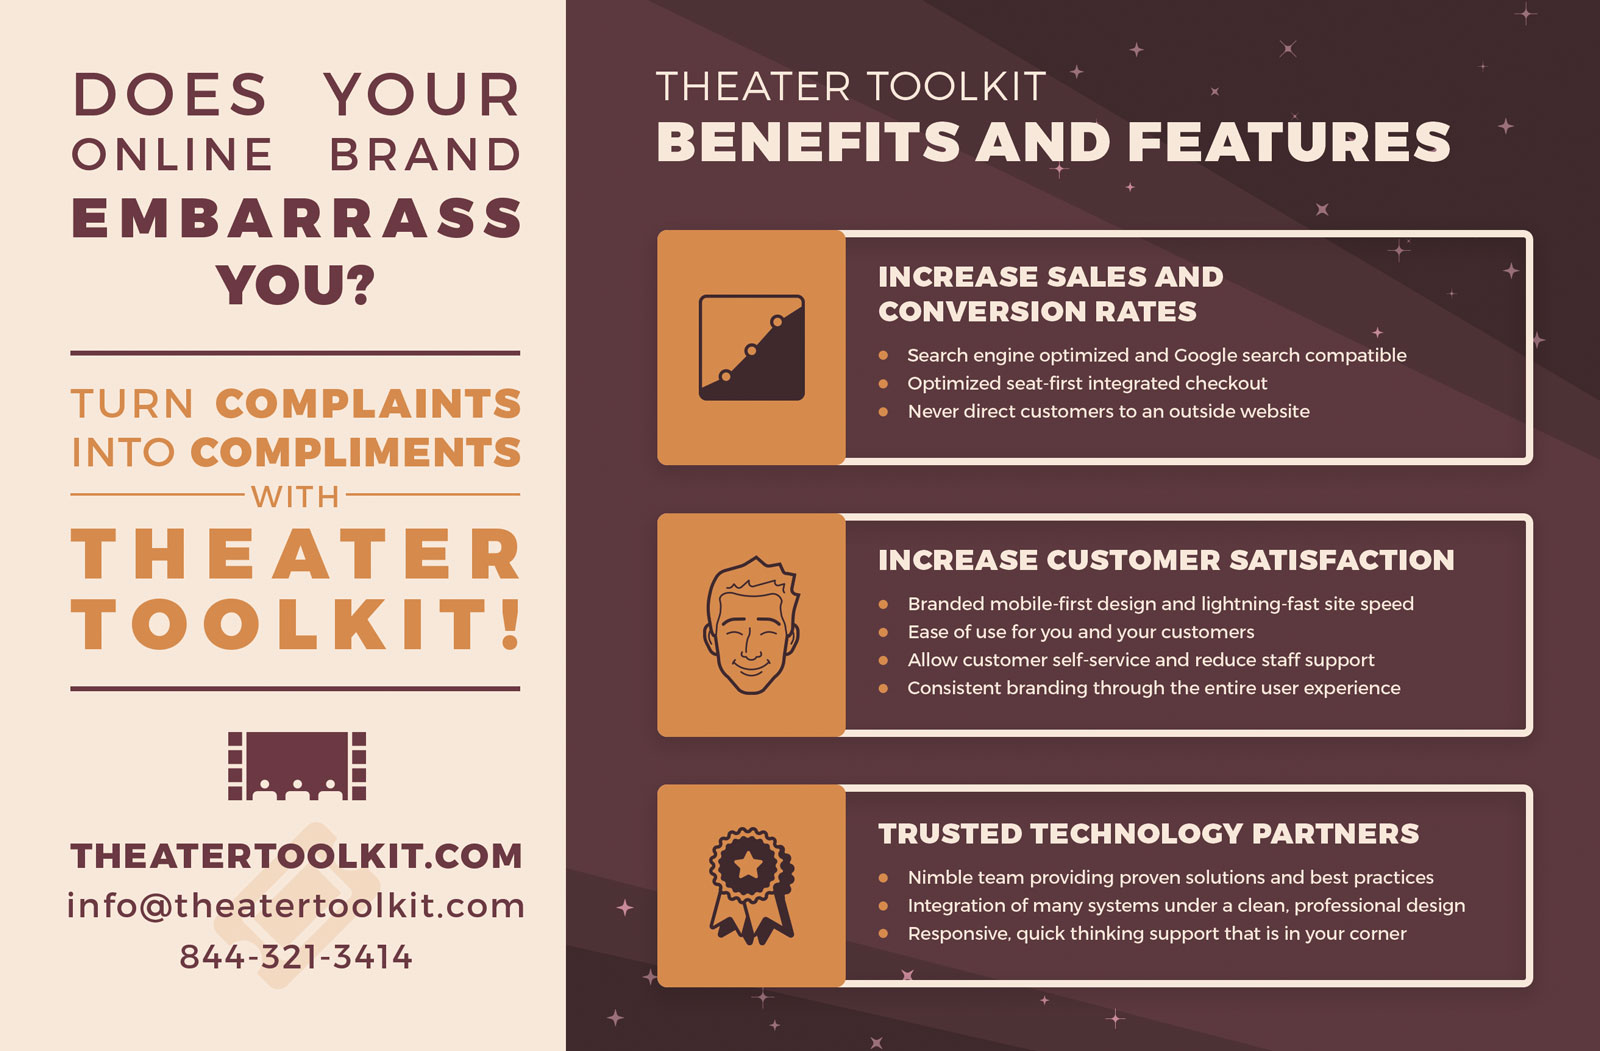 DOES YOUR
ONLINE BRAND
EMBARRASS
YOU?
TURN COMPLAINTS
INTO COMPLIMENTS
WITH
THEATER
TOOLKIT!
THEATERTOOLKIT.COM
info@theatertoolkit.com
844-321-3414
THEATER TOOLKIT
BENEFITS AND FEATURES
INCREASE SALES AND
CONVERSION RATES
Search engine optimized and Google search compatible
Optimized seat-first integrated checkout
Never direct customers to an outside website
INCREASE CUSTOMER SATISFACTION
Branded mobile-first design and lightning-fast site speed
Ease of use for you and your customers
Allow customer self-service and reduce staff support
Consistent branding through the entire user experience
TRUSTED TECHNOLOGY PARTNERS
Nimble team providing proven solutions and best practices
Integration of many systems under a clean, professional design
Responsive, quick thinking support that is in your corner